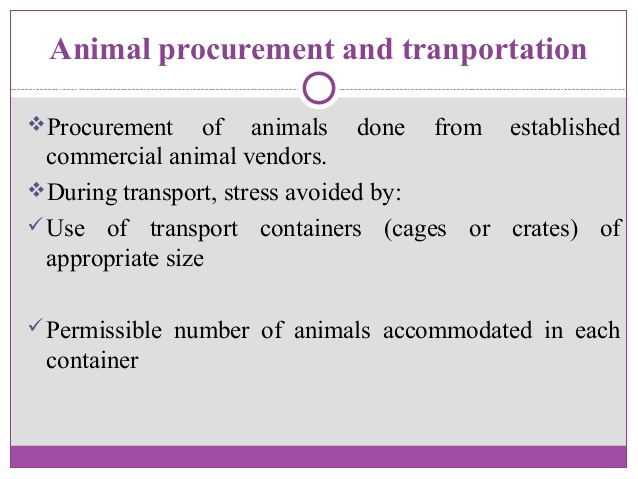 Animal procurement and tranportation
❖Procurement of animals done from established
commercial animal vendors.
❖During transport, stress avoided by:
✓Use of transport containers (cages or crates) of
appropriate size
✓Permissible number of animals accommodated in each
container